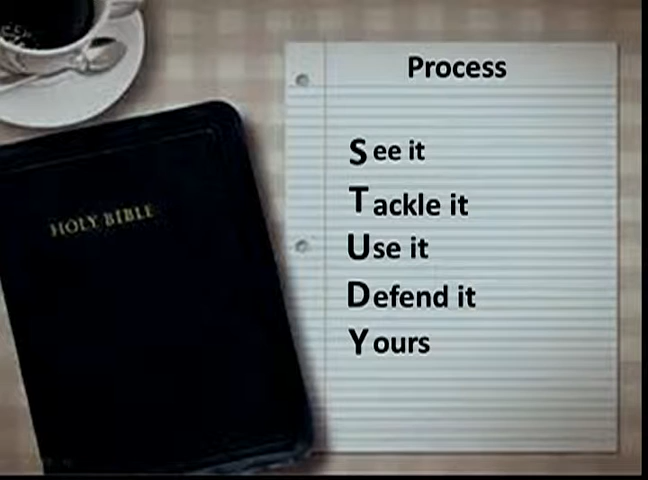 Process
See it
Tackle it
Use it
Defend it
Yours
HOLY BIBLE